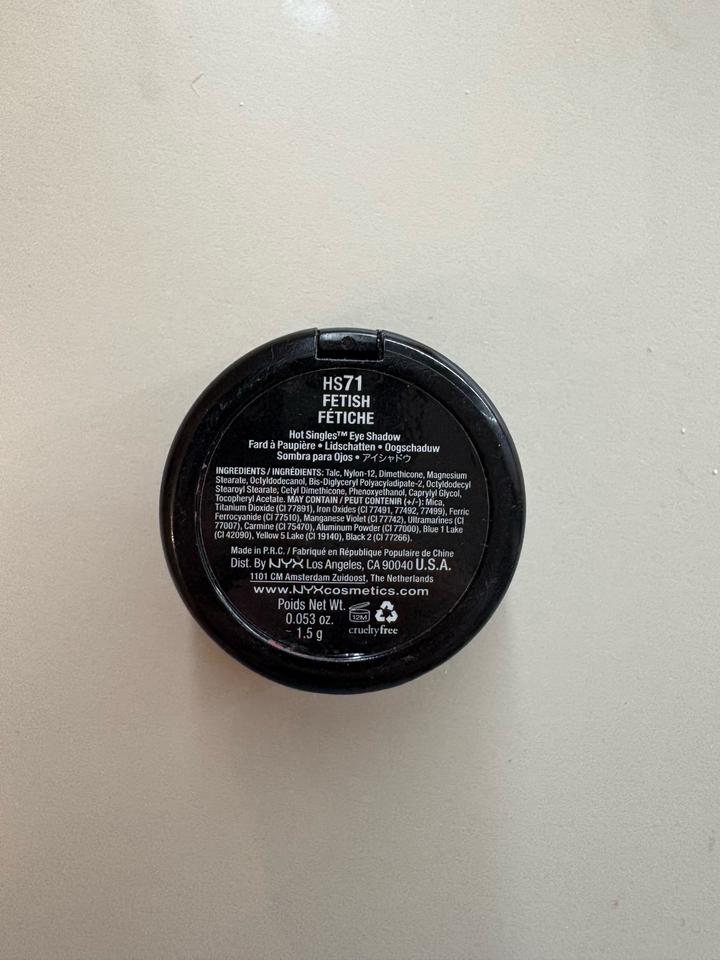 HS71
FETISH
FÉTICHE
Hot Singles™ Eye Shadow
Fard à Paupière • Lidschatten • Oogschaduw
Sombra para Ojos • アイシャドウ
INGREDIENTS / INGRÉDIENTS: Talc, Nylon-12, Dimethicone, Magnesium
Stearate, Octyldodecanol, Bis-Diglyceryl Polyacyladipate-2, Octyldodecyl
Stearoyl Stearate, Cetyl Dimethicone, Phenoxyethanol, Caprylyl Glycol,
Tocopheryl Acetate. MAY CONTAIN / PEUT CONTENIR (+/-): Mica,
Titanium Dioxide (CI 77891), Iron Oxides (CI 77491, 77492, 77499), Ferric
Ferrocyanide (CI 77510), Manganese Violet (CI 77742), Ultramarines (CI
77007), Carmine (CI 75470), Aluminum Powder (CI 77000), Blue 1 Lake
(CI 42090), Yellow 5 Lake (CI 19140), Black 2 (CI 77266).
Made in P.R.C. / Fabriqué en République Populaire de Chine
Dist. By NYX Los Angeles, CA 90040 U.S.A.
1101 CM Amsterdam Zuidoost, The Netherlands
www.NYXcosmetics.com
Poids Net Wt.
0.053 oz.
1.5 g
12M
crueltyfree